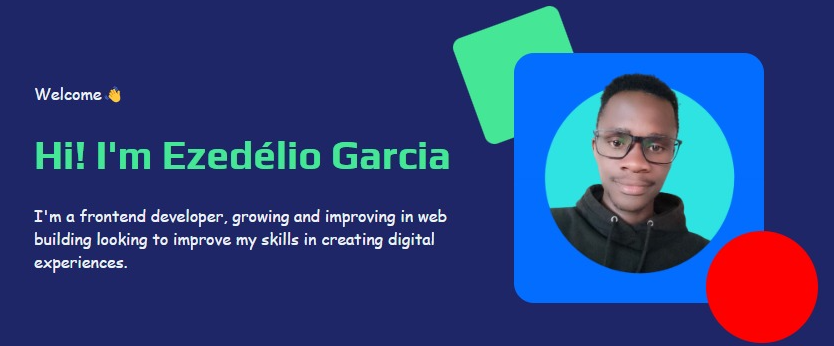 Welcome 👋
Hi! I'm Ezedélio Garcia
I'm a frontend developer, growing and improving in web
building looking to improve my skills in creating digital
experiences.